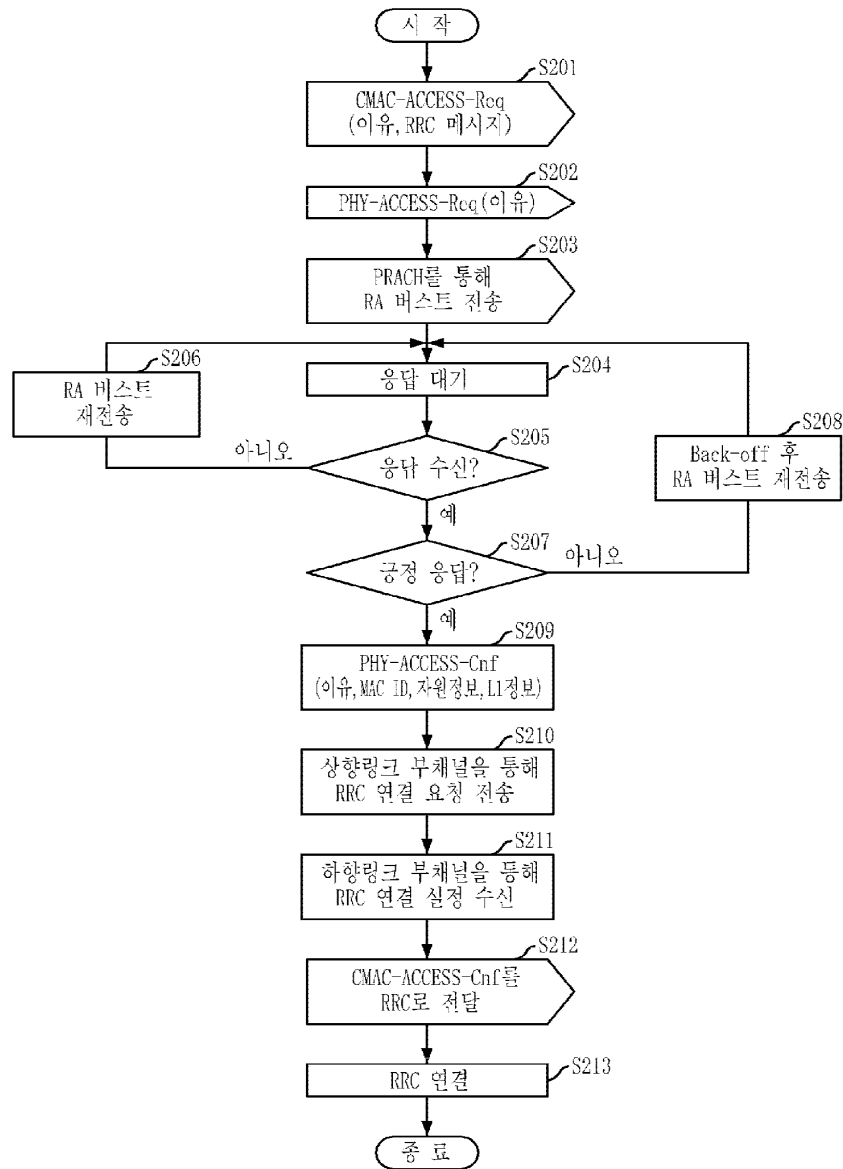 시 작
S201
CMAC-ACCESS-Req
(이유,RRC 메시지)
S202
PHY-ACCESS-Req(이유)
S203
PRACH를 통해
RA 버스트 전송
S206
RA 버스트
재전송
응답 대기
S204
S205
응답 수신?
아니오
예
S208
Back-off 후
RA 버스트 재전송
S207
긍정 응답?
아니오
예
S209
PHY-ACCESS-Cnf
(이유,MAC ID,자원정보,L1정보)
S210
상향링크 부채널을 통해
RRC 연결 요청 전송
S211
하향링크 부채널을 통해
RRC 연결 설정 수신
S212
CMAC-ACCESS-Cnf를
RRC로 전달
RRC 연결
S213
종 료